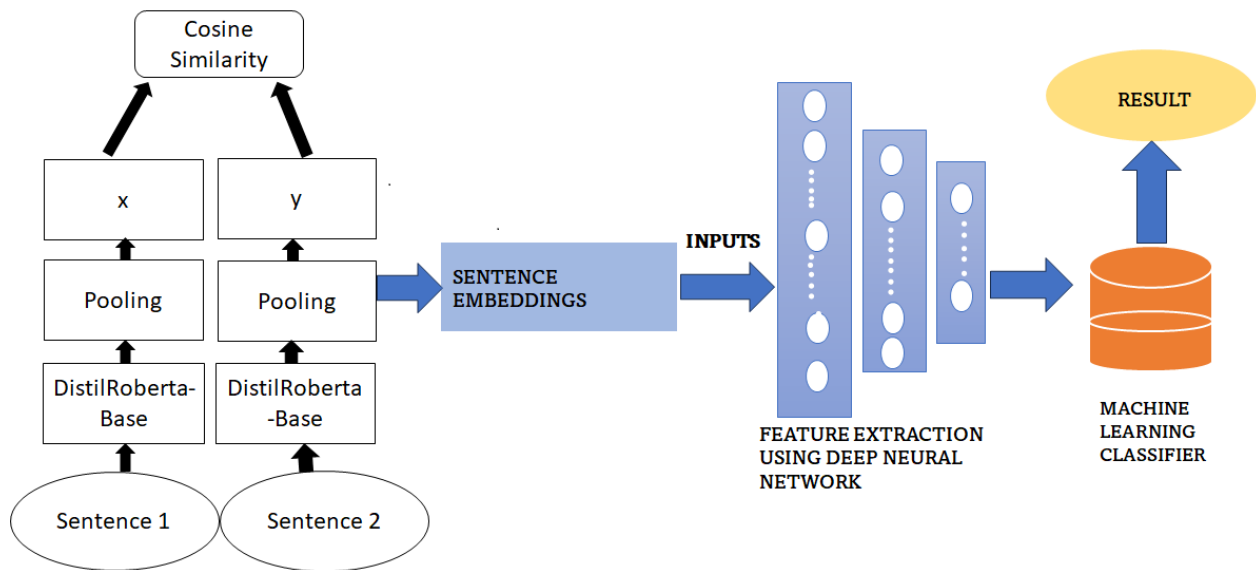 Cosine
Similarity
x
y
Pooling
Pooling
DistilRoberta-
Base
DistilRoberta
-Base
Sentence 1
Sentence 2
SENTENCE
EMBEDDINGS
INPUTS
FEATURE EXTRACTION
USING DEEP NEURAL
NETWORK
RESULT
MACHINE
LEARNING
CLASSIFIER